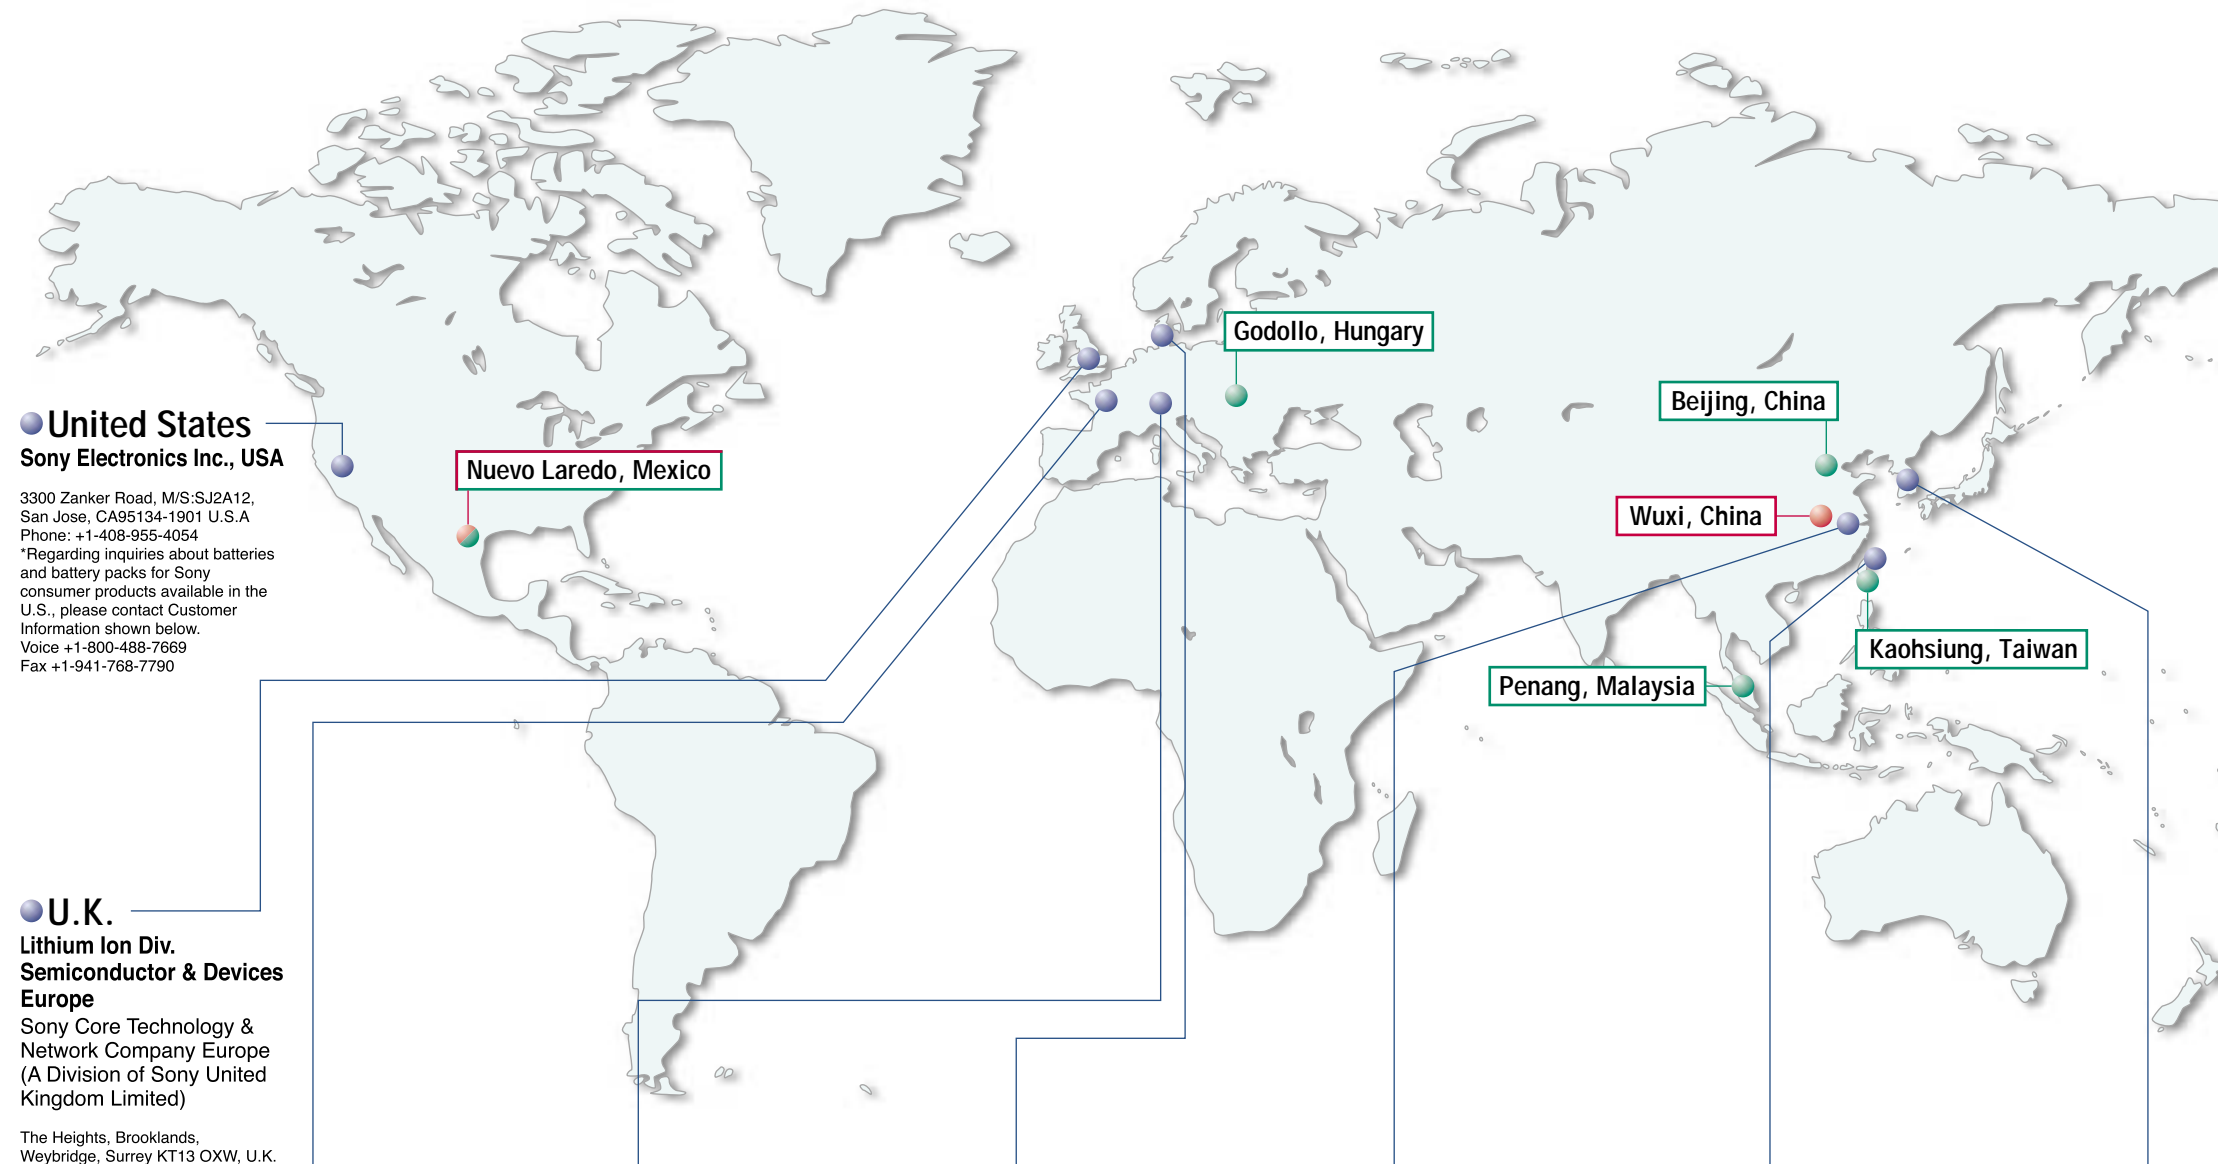 United States
Sony Electronics Inc., USA
3300 Zanker Road, M/S:SJ2A12,
San Jose, CA95134-1901 U.S.A
Phone: +1-408-955-4054
*Regarding inquiries about batteries
and battery packs for Sony
consumer products available in the
U.S., please contact Customer
Information shown below.
Voice +1-800-488-7669
Fax +1-941-768-7790
U.K.
Lithium Ion Div.
Semiconductor & Devices
Europe
Sony Core Technology &
Network Company Europe
(A Division of Sony United
Kingdom Limited)
The Heights, Brooklands,
Weybridge, Surrey KT13 OXW, U.K.
Nuevo Laredo, Mexico
Godollo, Hungary
Beijing, China
Wuxi, China
Kaohsiung, Taiwan
Penang, Malaysia